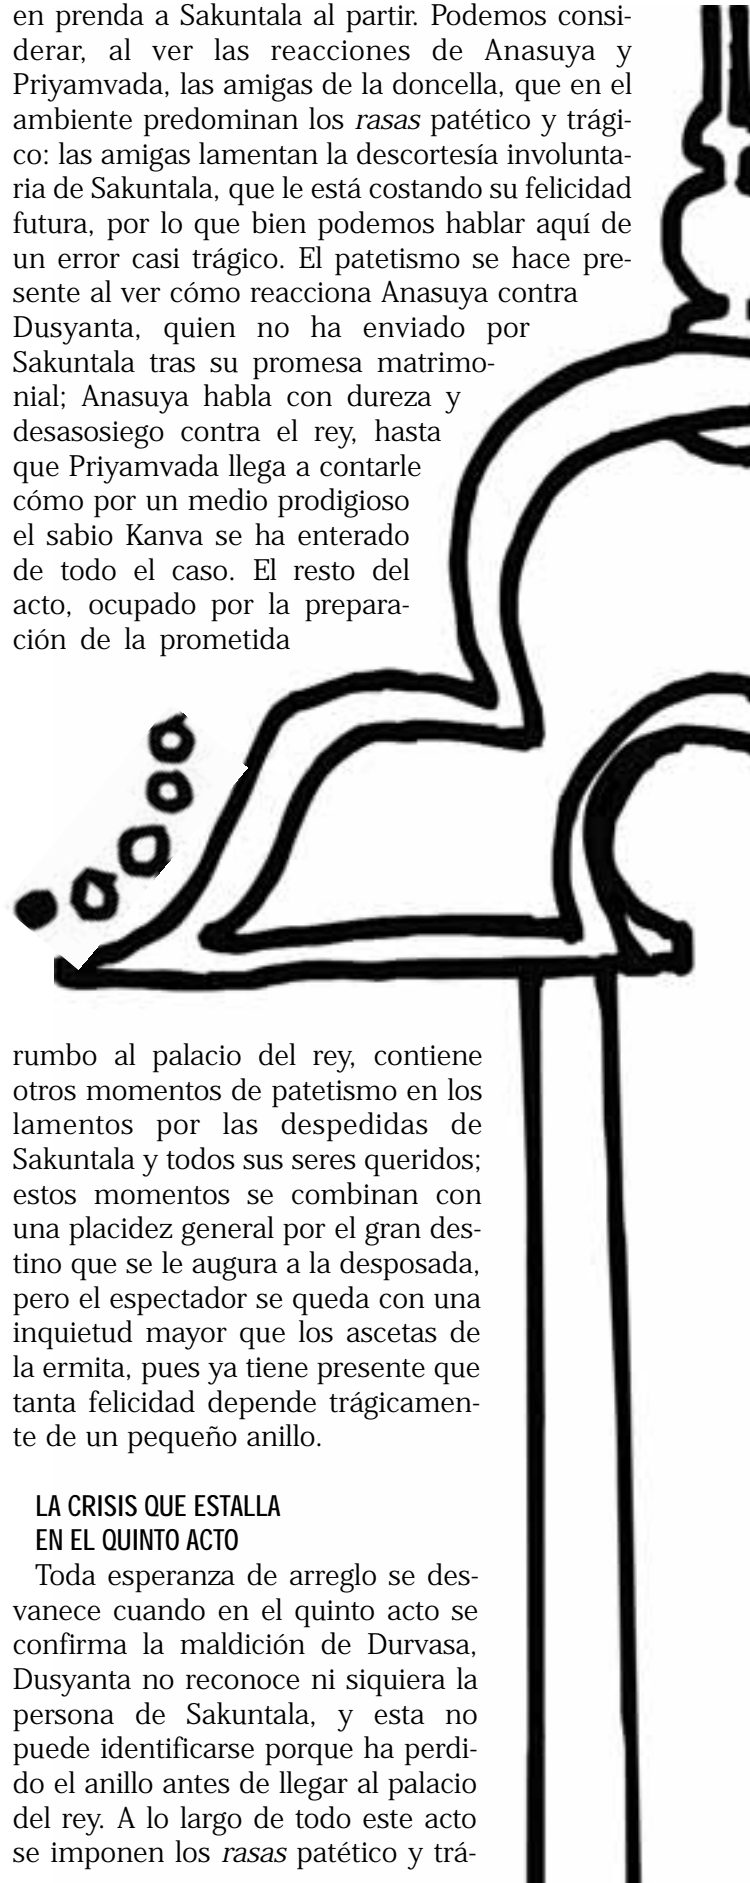 en prenda a Sakuntala al partir. Podemos consi-
derar, al ver las reacciones de Anasuya y
Priyamvada, las amigas de la doncella, que en el
ambiente predominan los rasas patético y trági-
co: las amigas lamentan la descortesía involunta-
ria de Sakuntala, que le está costando su felicidad
futura, por lo que bien podemos hablar aquí de
un error casi trágico. El patetismo se hace pre-
sente al ver cómo reacciona Anasuya contra
Dusyanta, quien no ha enviado por
Sakuntala tras su promesa matrimo-
nial; Anasuya habla con dureza y
desasosiego contra el rey, hasta
que Priyamvada llega a contarle
cómo por un medio prodigioso
el sabio Kanva se ha enterado
de todo el caso. El resto del
acto, ocupado por la prepara-
ción de la prometida
rumbo al palacio del rey, contiene
otros momentos de patetismo en los
lamentos por las despedidas de
Sakuntala y todos sus seres queridos;
estos momentos se combinan con
una placidez general por el gran des-
tino que se le augura a la desposada,
pero el espectador se queda con una
inquietud mayor que los ascetas de
la ermita, pues ya tiene presente que
tanta felicidad depende trágicamen-
te de un pequeño anillo.
LA CRISIS QUE ESTALLA
EN EL QUINTO ACTO
Toda esperanza de arreglo se des-
vanece cuando en el quinto acto se
confirma la maldición de Durvasa,
Dusyanta no reconoce ni siquiera la
persona de Sakuntala, y esta no
puede identificarse porque ha perdi-
do el anillo antes de llegar al palacio
del rey. A lo largo de todo este acto
se imponen los rasas patético y trá-